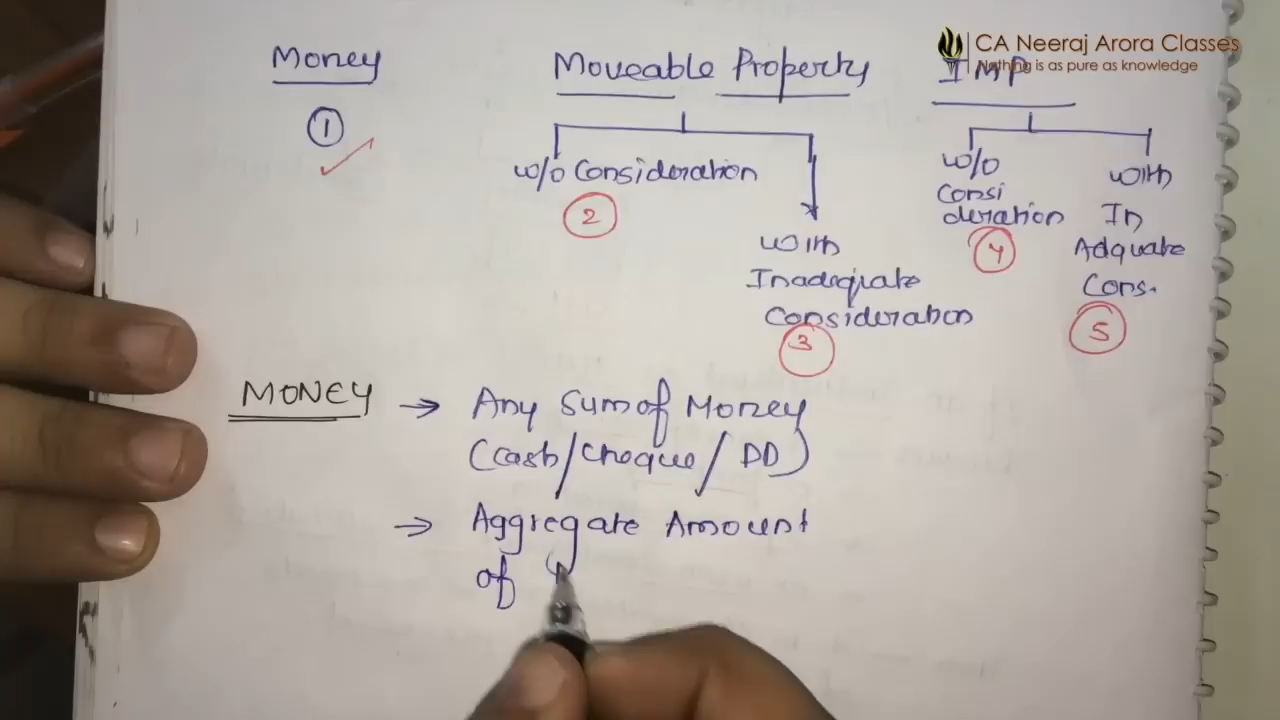 CA Neeraj Arora Classes
Nothing is as pure as knowledge
Money
1
Moveable Property
w/o Consideration
2
with
Inadequate
Consideration
3
IMP
w/o
Consi
deration
4
with
In
Adquate
Cons.
5
MONEY → Any Sum of Money
(Cash/Cheque/DD)
→ Aggregate Amount
of